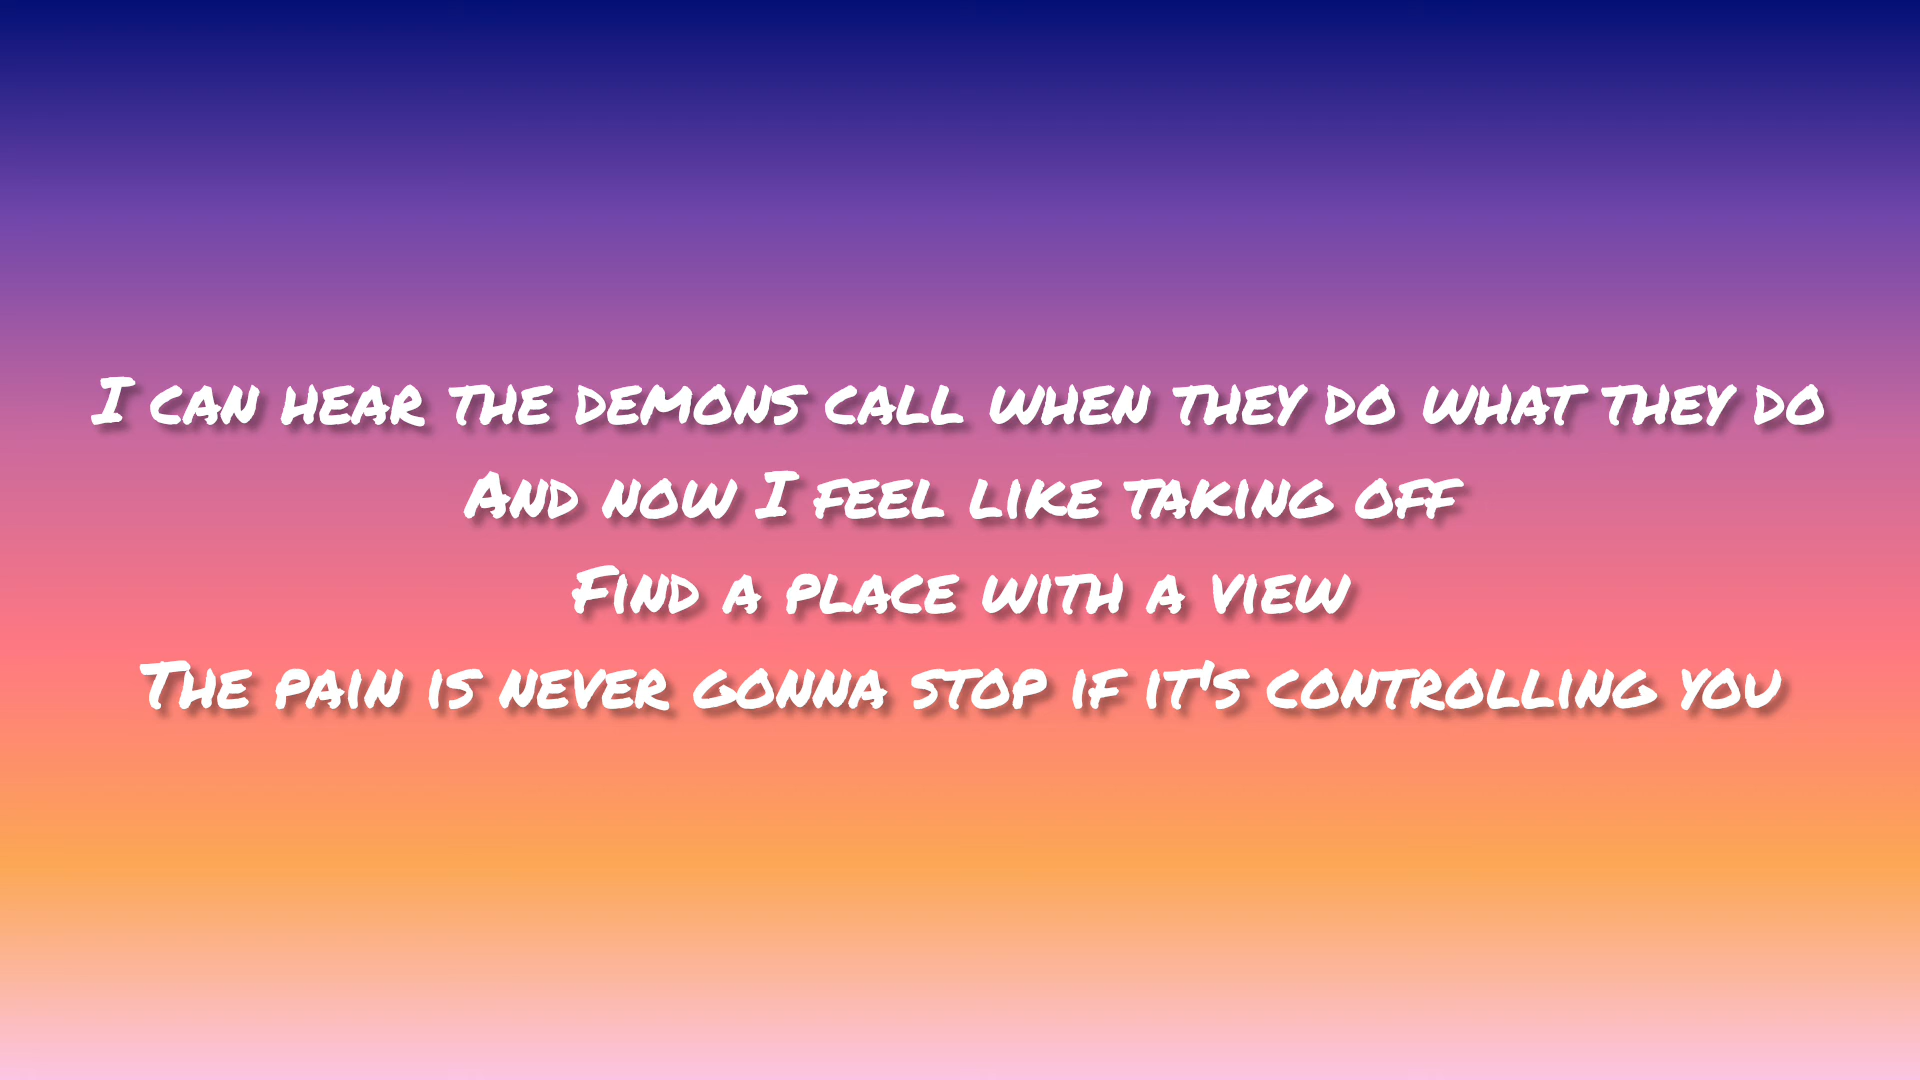 I can hear the demons call when they do what they do
And now I feel like taking off
Find a place with a view
The pain is never gonna stop if it's controlling you